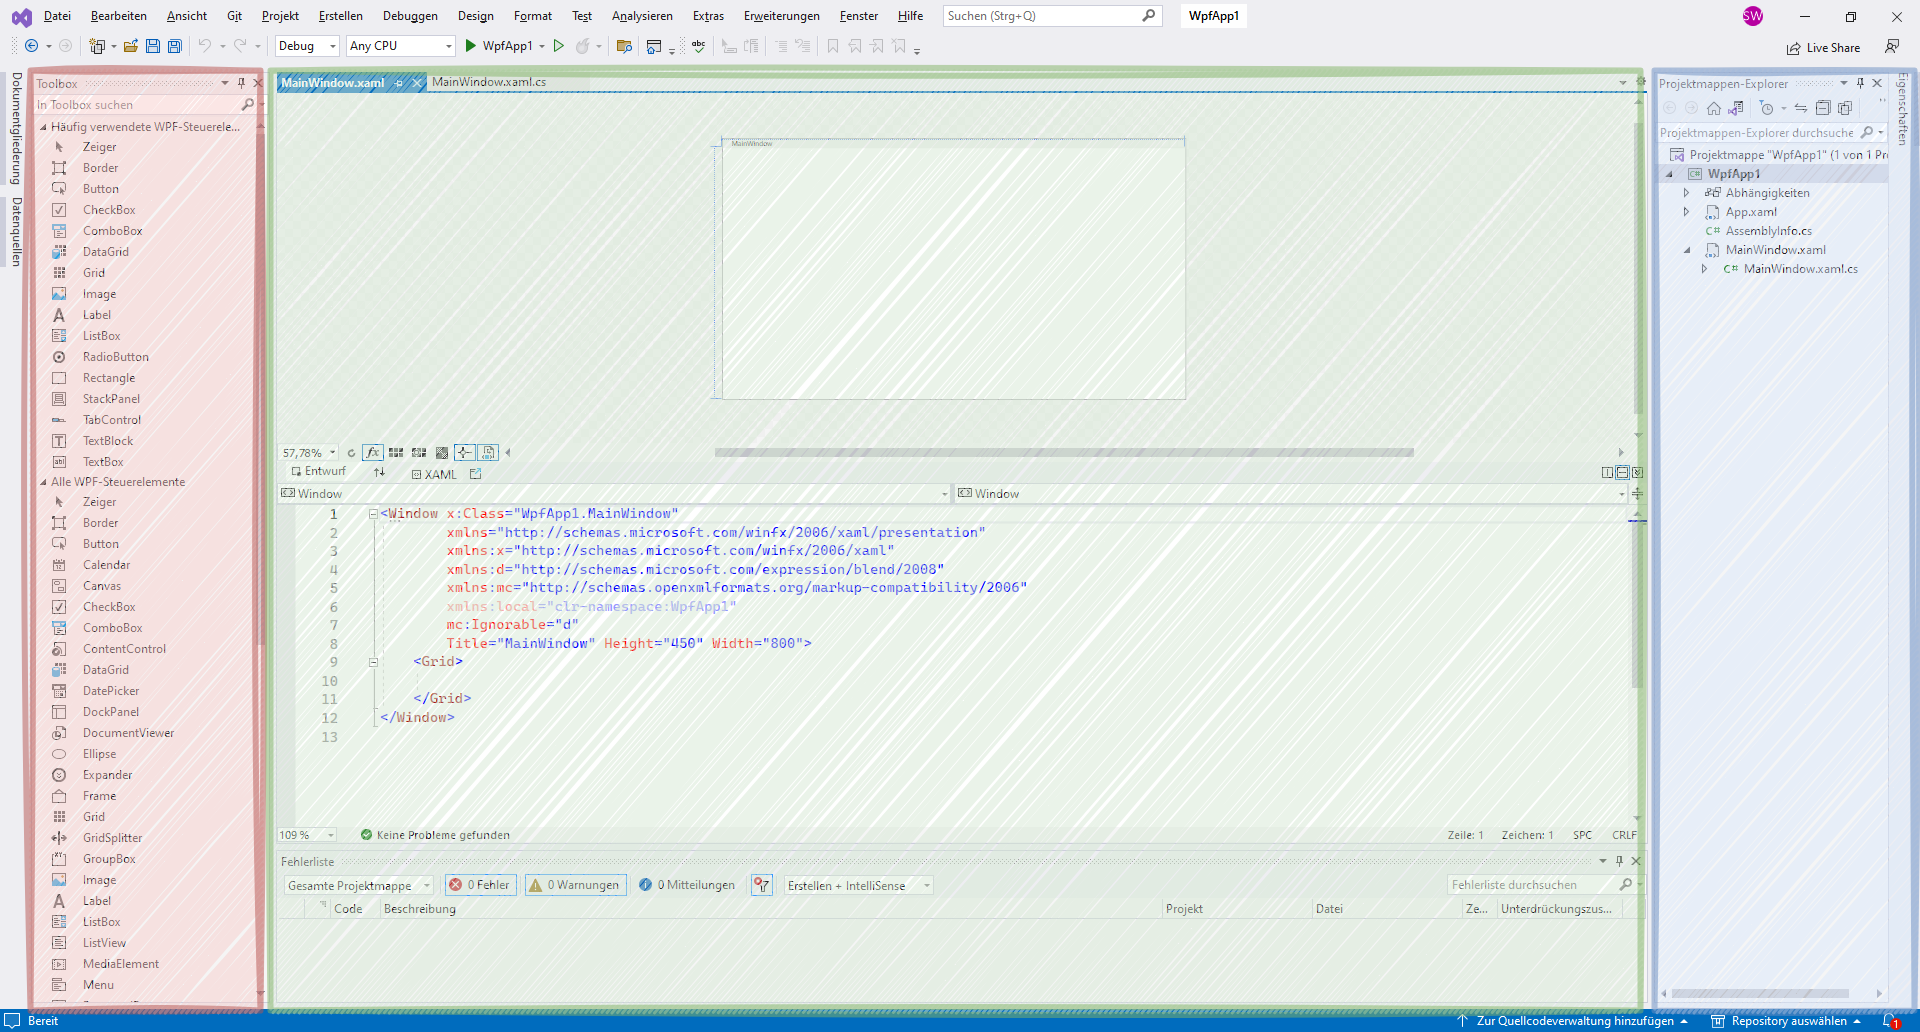 Datei Bearbeiten Ansicht Git Projekt Erstellen Debuggen Design Format Test Analysieren Extras Erweiterungen Fenster Hilfe Suchen (Strg+Q) WpfApp1 SW
Debug Any CPU WpfApp1 Live Share
Dokumentgliederung
Datenquellen
Toolbox
In Toolbox suchen
Häufig verwendete WPF-Steuerele...
Zeiger
Border
Button
CheckBox
ComboBox
DataGrid
Grid
Image
Label
ListBox
RadioButton
Rectangle
StackPanel
TabControl
TextBlock
TextBox
Alle WPF-Steuerelemente
Zeiger
Border
Button
Calendar
Canvas
CheckBox
ComboBox
ContentControl
DataGrid
DatePicker
DockPanel
DocumentViewer
Ellipse
Expander
Frame
Grid
GridSplitter
GroupBox
Image
Label
ListBox
ListView
MediaElement
Menu
MainWindow.xaml MainWindow.xaml.cs
MainWindow
57,78%
Entwurf XAML
Window Window
1 <Window x:Class="WpfApp1.MainWindow"
2 xmlns="http://schemas.microsoft.com/winfx/2006/xaml/presentation"
3 xmlns:x="http://schemas.microsoft.com/winfx/2006/xaml"
4 xmlns:d="http://schemas.microsoft.com/expression/blend/2008"
5 xmlns:mc="http://schemas.openxmlformats.org/markup-compatibility/2006"
6 xmlns:local="clr-namespace:WpfApp1"
7 mc:Ignorable="d"
8 Title="MainWindow" Height="450" Width="800">
9 <Grid>
10
11 </Grid>
12 </Window>
13
109 % Keine Probleme gefunden Zeile: 1 Zeichen: 1 SPC CRLF
Fehlerliste
Gesamte Projektmappe 0 Fehler 0 Warnungen 0 Mitteilungen Erstellen + IntelliSense Fehlerliste durchsuchen
Code Beschreibung Projekt Datei Ze... Unterdrückungszus...
Projektmappen-Explorer
Projektmappen-Explorer durchsuche
Projektmappe "WpfApp1" (1 von 1 Pr
WpfApp1
Abhängigkeiten
App.xaml
C# AssemblyInfo.cs
MainWindow.xaml
C# MainWindow.xaml.cs
Eigenschaften
Bereit Zur Quellcodeverwaltung hinzufügen Repository auswählen 1